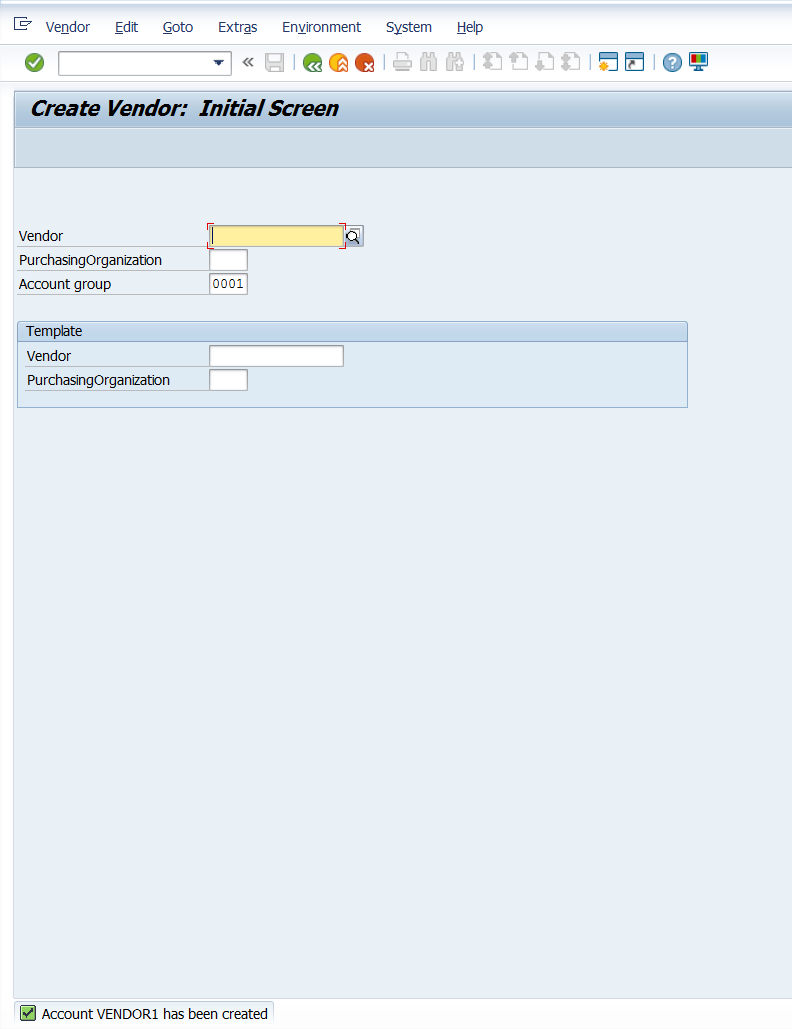 Vendor Edit Goto Extras Environment System Help
Create Vendor: Initial Screen
Vendor
PurchasingOrganization
Account group 0001
Template
Vendor
PurchasingOrganization
Account VENDOR1 has been created